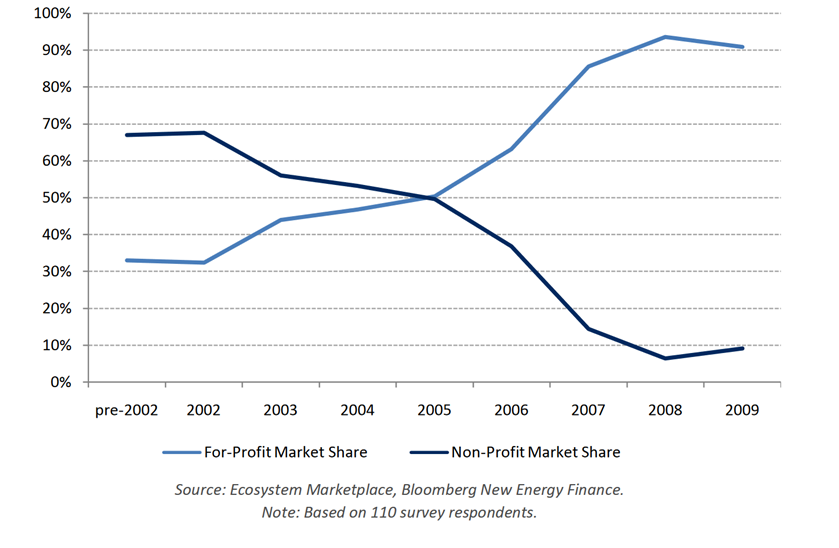 100%
90%
80%
70%
60%
50%
40%
30%
20%
10%
0%
pre-2002 2002 2003 2004 2005 2006 2007 2008 2009
For-Profit Market Share Non-Profit Market Share
Source: Ecosystem Marketplace, Bloomberg New Energy Finance.
Note: Based on 110 survey respondents.